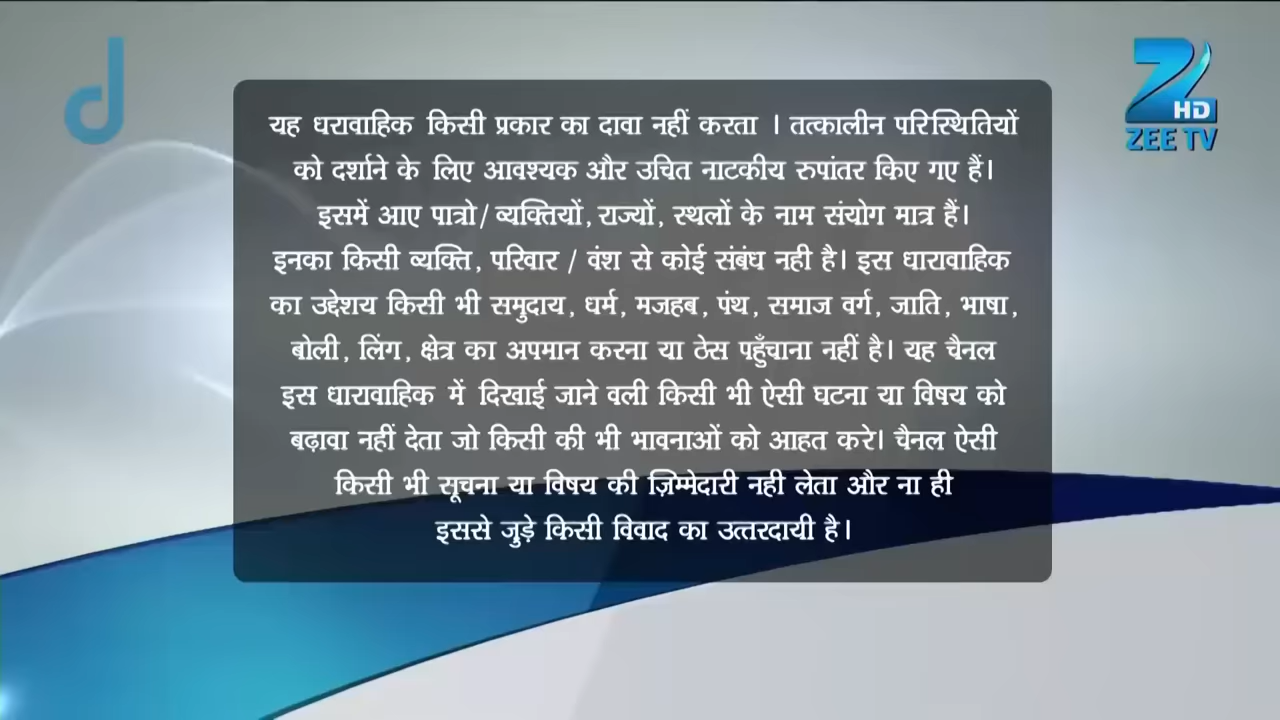 d
Z
HD
ZEE TV
यह धरावाहिक किसी प्रकार का दावा नहीं करता । तत्कालीन परिस्थितियों
को दर्शाने के लिए आवश्यक और उचित नाटकीय रुपांतर किए गए हैं।
इसमें आए पात्रो/व्यक्तियों, राज्यों, स्थलों के नाम संयोग मात्र हैं।
इनका किसी व्यक्ति, परिवार / वंश से कोई संबंघ नही है। इस धारावाहिक
का उद्देशय किसी भी समुदाय, धर्म, मजहब, पंथ, समाज वर्ग, जाति, भाषा,
बोली, लिंग, क्षेत्र का अपमान करना या ठेस पहुँचाना नहीं है। यह चैनल
इस धारावाहिक में दिखाई जाने वली किसी भी ऐसी घटना या विषय को
बढ़ावा नहीं देता जो किसी की भी भावनाओं को आहत करे। चैनल ऐसी
किसी भी सूचना या विषय की ज़िम्मेदारी नही लेता और ना ही
इससे जुड़े किसी विवाद का उत्तरदायी है।